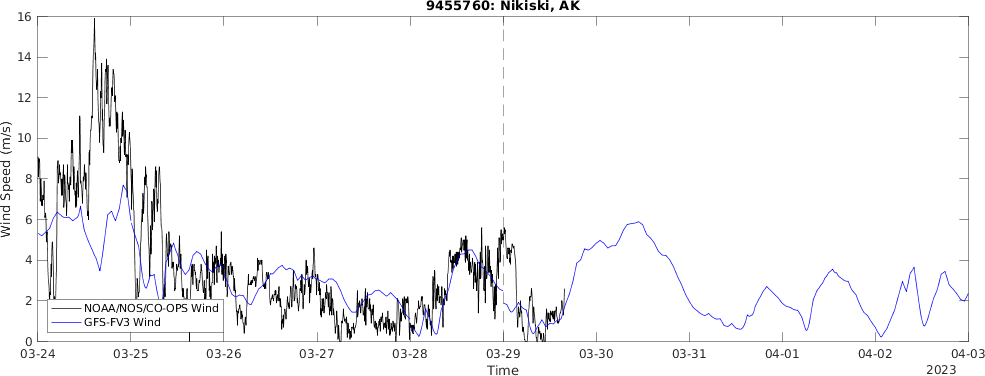 9455760: Nikiski, AK
Wind Speed (m/s)
16
14
12
10
8
6
4
2
0
NOAA/NOS/CO-OPS Wind
GFS-FV3 Wind
03-24 03-25 03-26 03-27 03-28 03-29 03-30 03-31 04-01 04-02 04-03
Time
2023